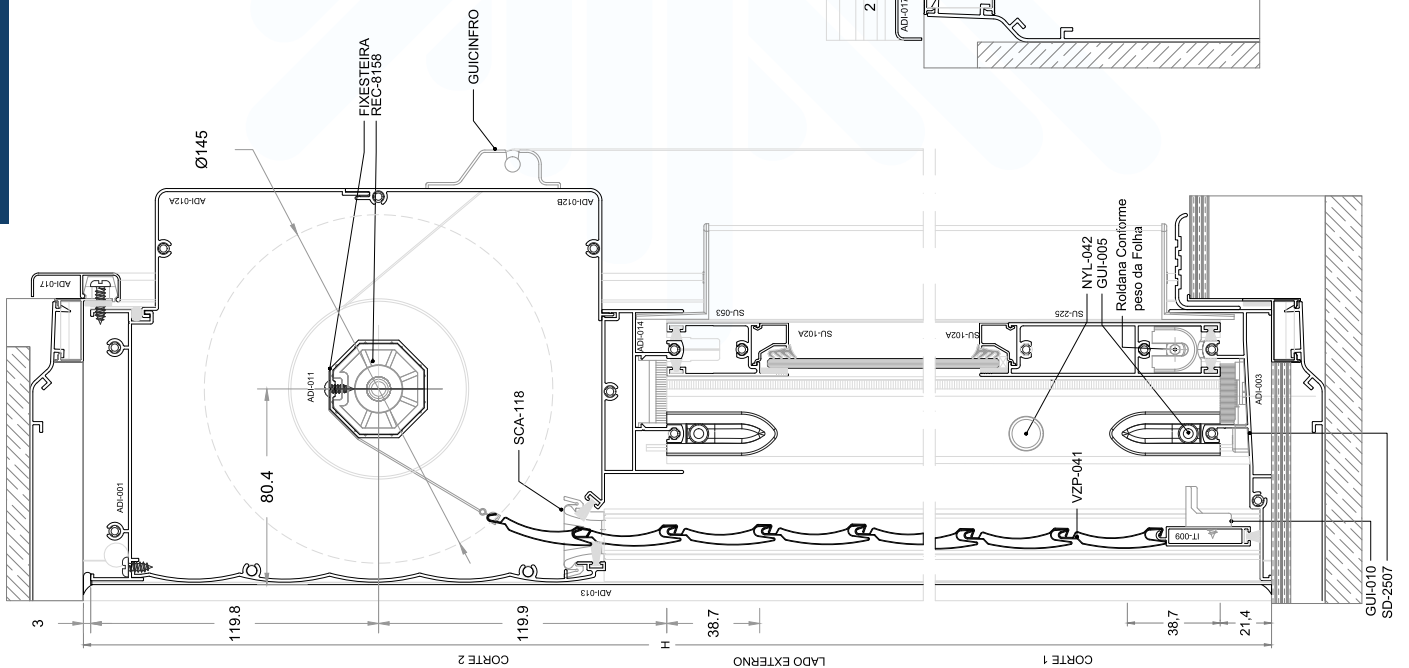 2
ADI-017
GUICINFRO
FIXESTEIRA
REC-8158
Ø145
ADI-012A
ADI-012B
ADI-017
ADI-011
ADI-014
SU-053
SU-102A
SU-102A
SU-225
NYL-042
GUI-005
Roldana Conforme
peso da Folha
SCA-118
80.4
ADI-001
ADI-003
VZP-041
IT-009
ADI-013
GUI-010
SD-2507
3
119.8
119.9
38.7
38,7
21,4
H
CORTE 2
LADO EXTERNO
CORTE 1